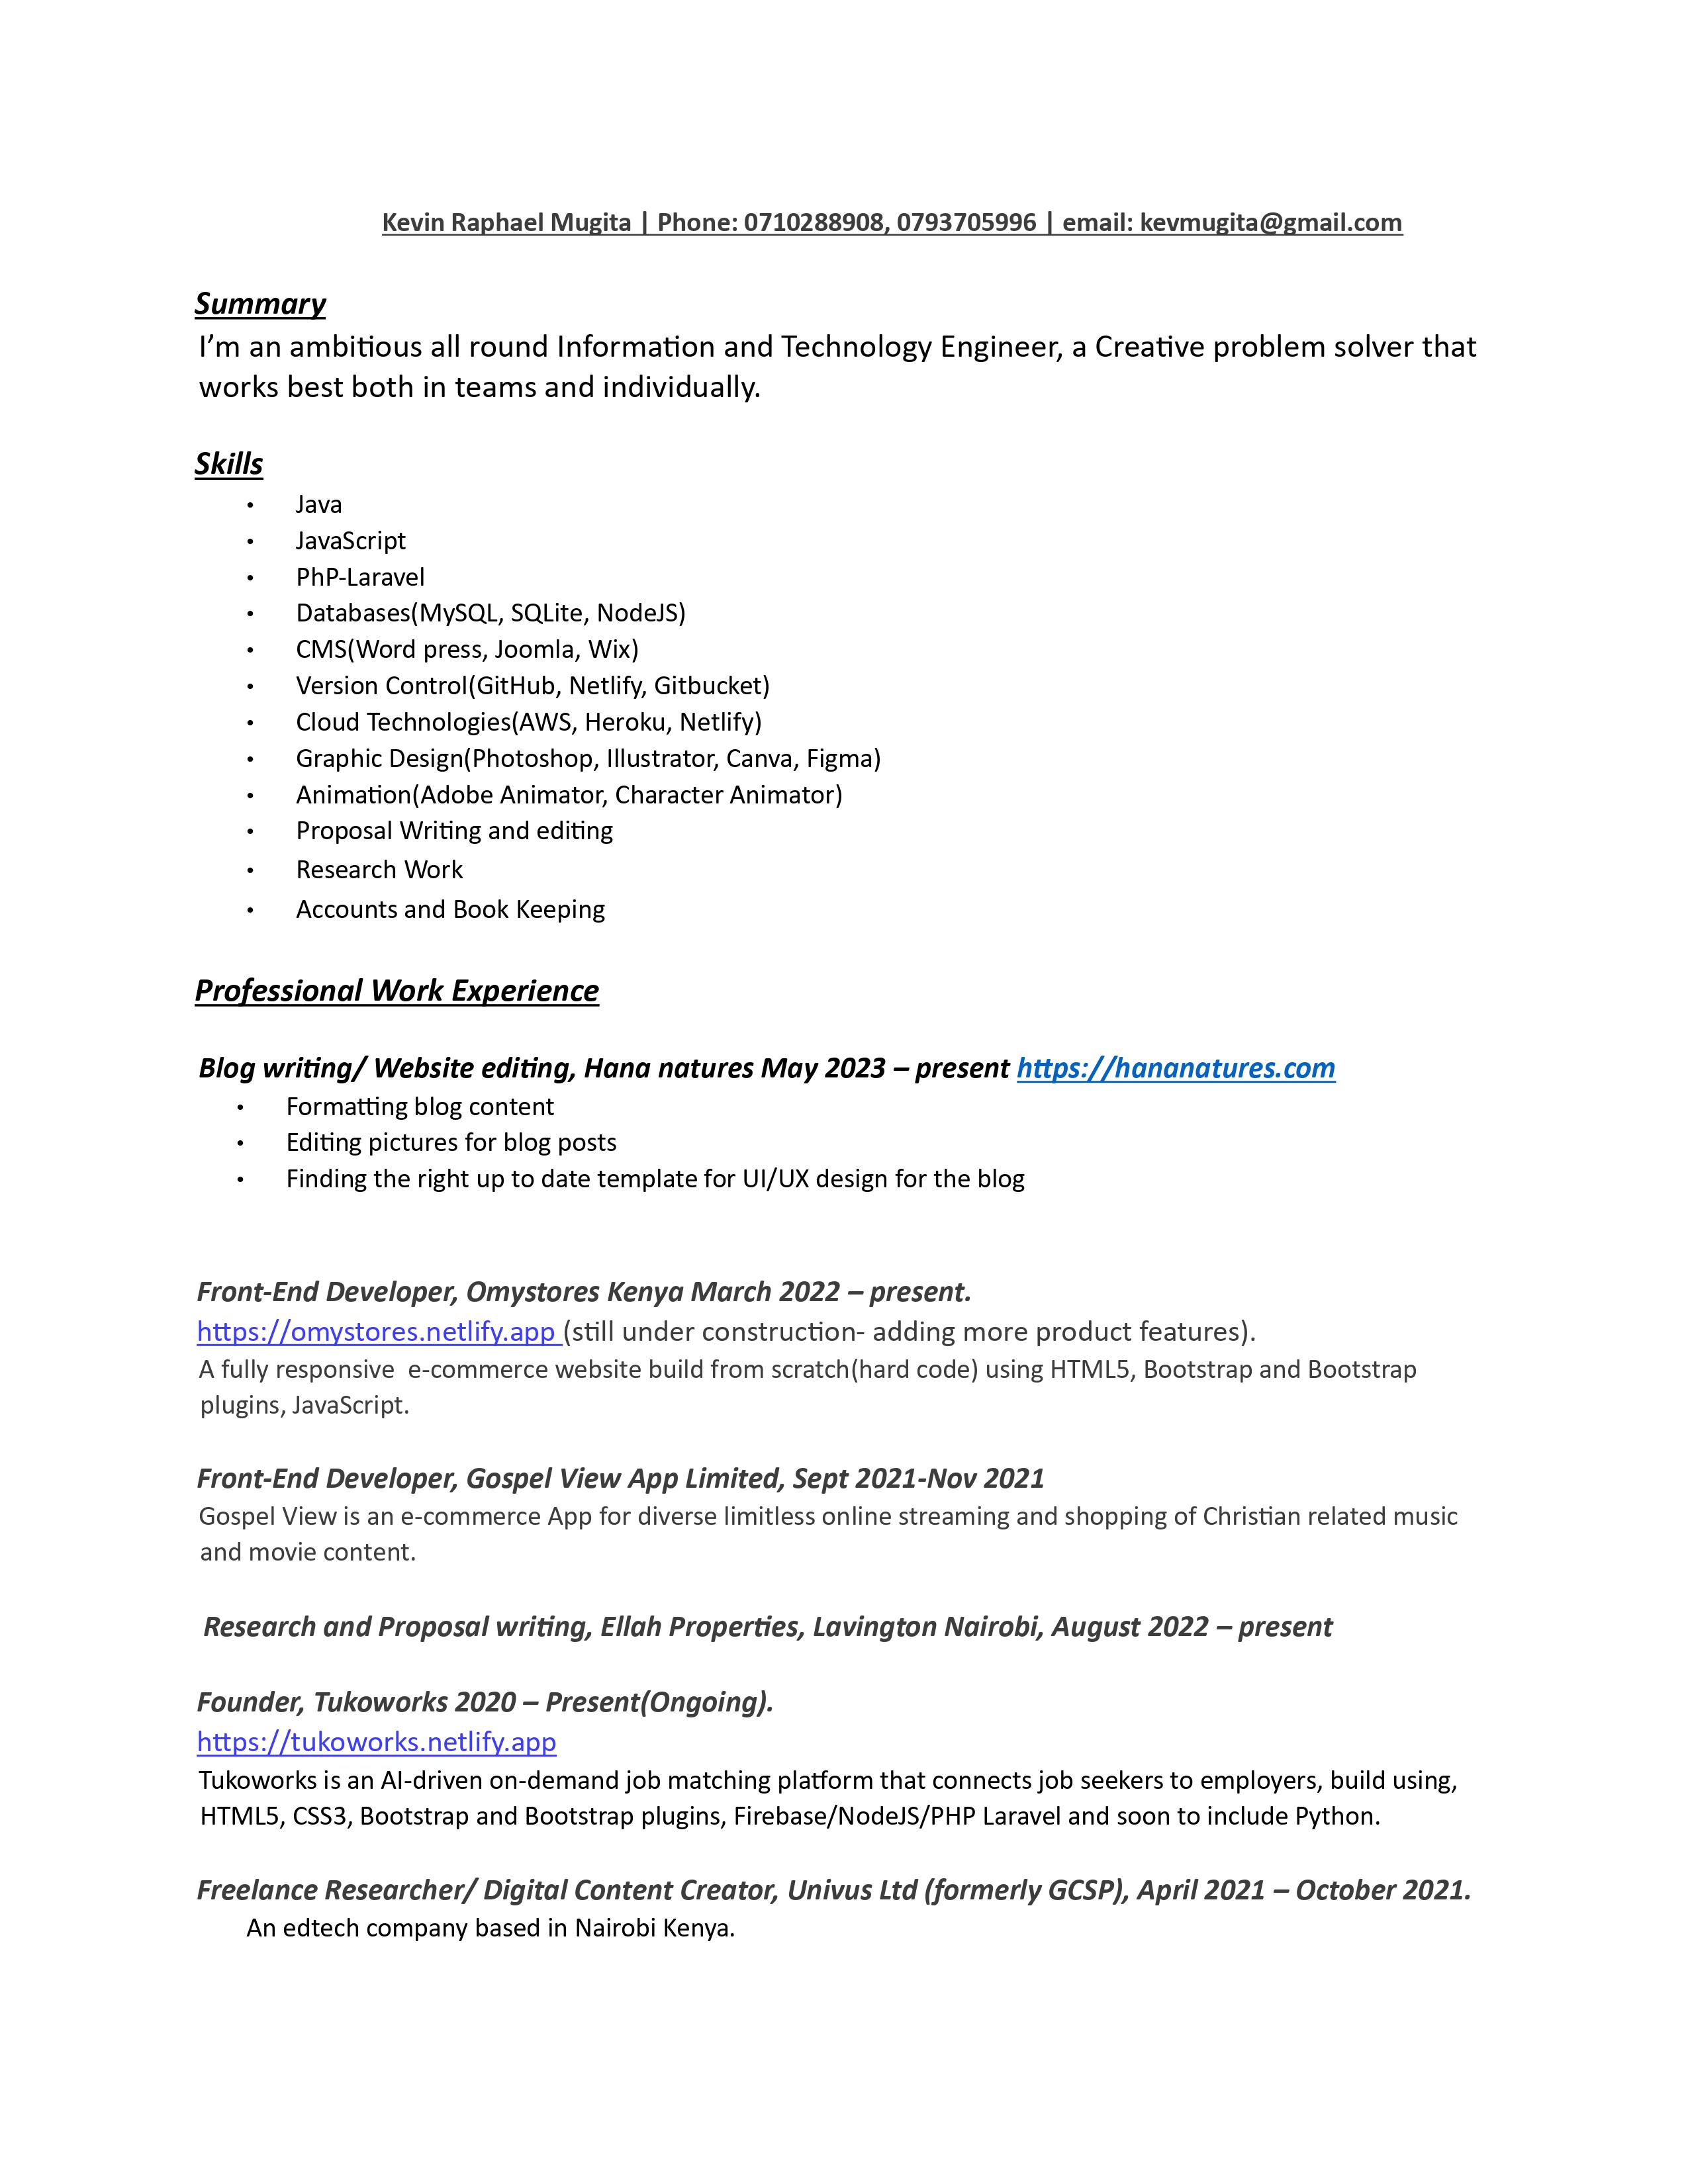 Kevin Raphael Mugita | Phone: 0710288908, 0793705996 | email: kevmugita@gmail.com
Summary
I’m an ambitious all round Information and Technology Engineer, a Creative problem solver that
works best both in teams and individually.
Skills
• Java
• JavaScript
• PhP-Laravel
• Databases(MySQL, SQLite, NodeJS)
• CMS(Word press, Joomla, Wix)
• Version Control(GitHub, Netlify, Gitbucket)
• Cloud Technologies(AWS, Heroku, Netlify)
• Graphic Design(Photoshop, Illustrator, Canva, Figma)
• Animation(Adobe Animator, Character Animator)
• Proposal Writing and editing
• Research Work
• Accounts and Book Keeping
Professional Work Experience
Blog writing/ Website editing, Hana natures May 2023 – present https://hananatures.com
• Formatting blog content
• Editing pictures for blog posts
• Finding the right up to date template for UI/UX design for the blog
Front-End Developer, Omystores Kenya March 2022 – present.
https://omystores.netlify.app (still under construction- adding more product features).
A fully responsive  e-commerce website build from scratch(hard code) using HTML5, Bootstrap and Bootstrap
plugins, JavaScript.
Front-End Developer, Gospel View App Limited, Sept 2021-Nov 2021
Gospel View is an e-commerce App for diverse limitless online streaming and shopping of Christian related music
and movie content.
Research and Proposal writing, Ellah Properties, Lavington Nairobi, August 2022 – present
Founder, Tukoworks 2020 – Present(Ongoing).
https://tukoworks.netlify.app
Tukoworks is an AI-driven on-demand job matching platform that connects job seekers to employers, build using,
HTML5, CSS3, Bootstrap and Bootstrap plugins, Firebase/NodeJS/PHP Laravel and soon to include Python.
Freelance Researcher/ Digital Content Creator, Univus Ltd (formerly GCSP), April 2021 – October 2021.
An edtech company based in Nairobi Kenya.